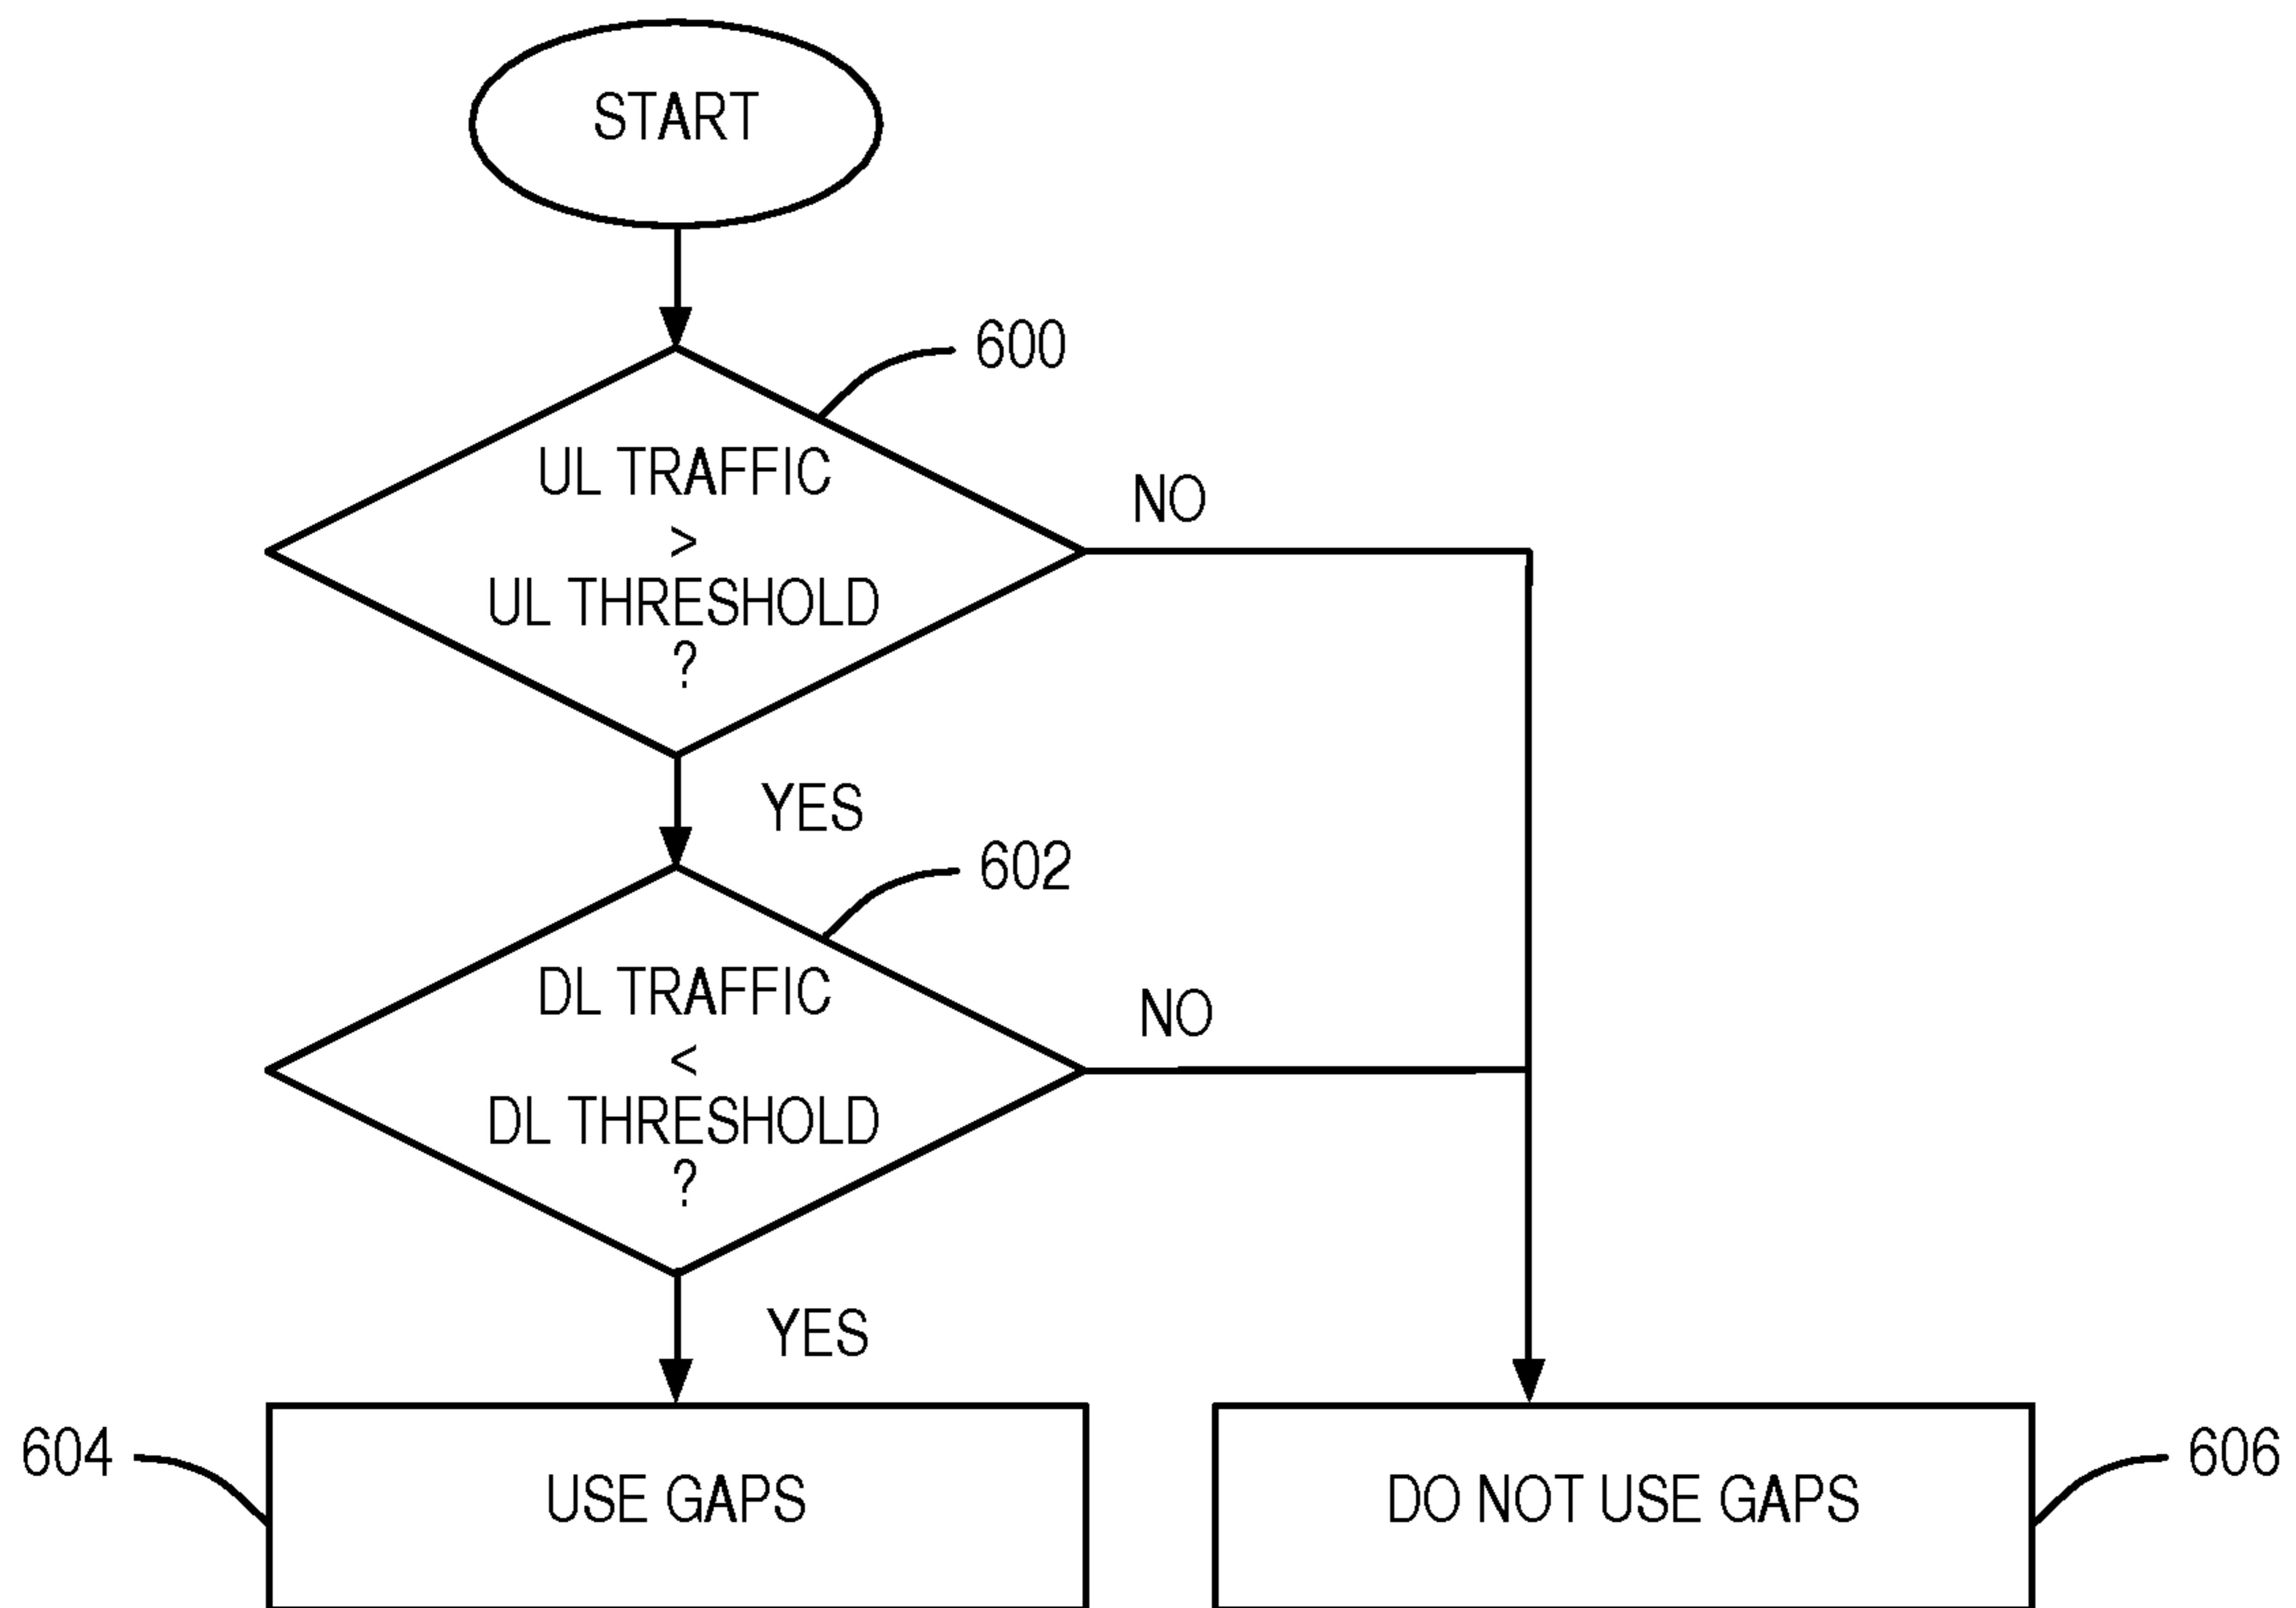 START
600
UL TRAFFIC
>
UL THRESHOLD
?
NO
YES
602
DL TRAFFIC
<
DL THRESHOLD
?
NO
YES
604
USE GAPS
DO NOT USE GAPS
606